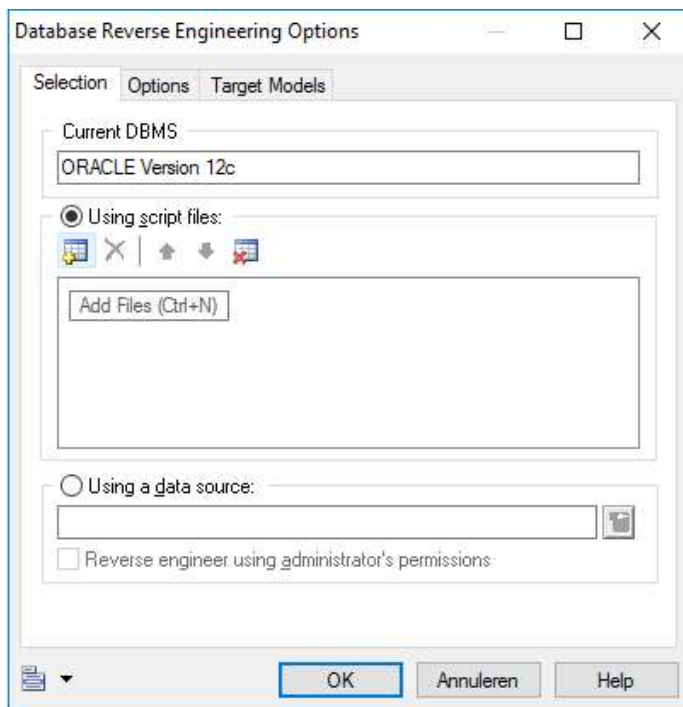 Database Reverse Engineering Options
Selection Options Target Models
Current DBMS
ORACLE Version 12c
Using script files:
Add Files (Ctrl+N)
Using a data source:
Reverse engineer using administrator's permissions
OK Annuleren Help